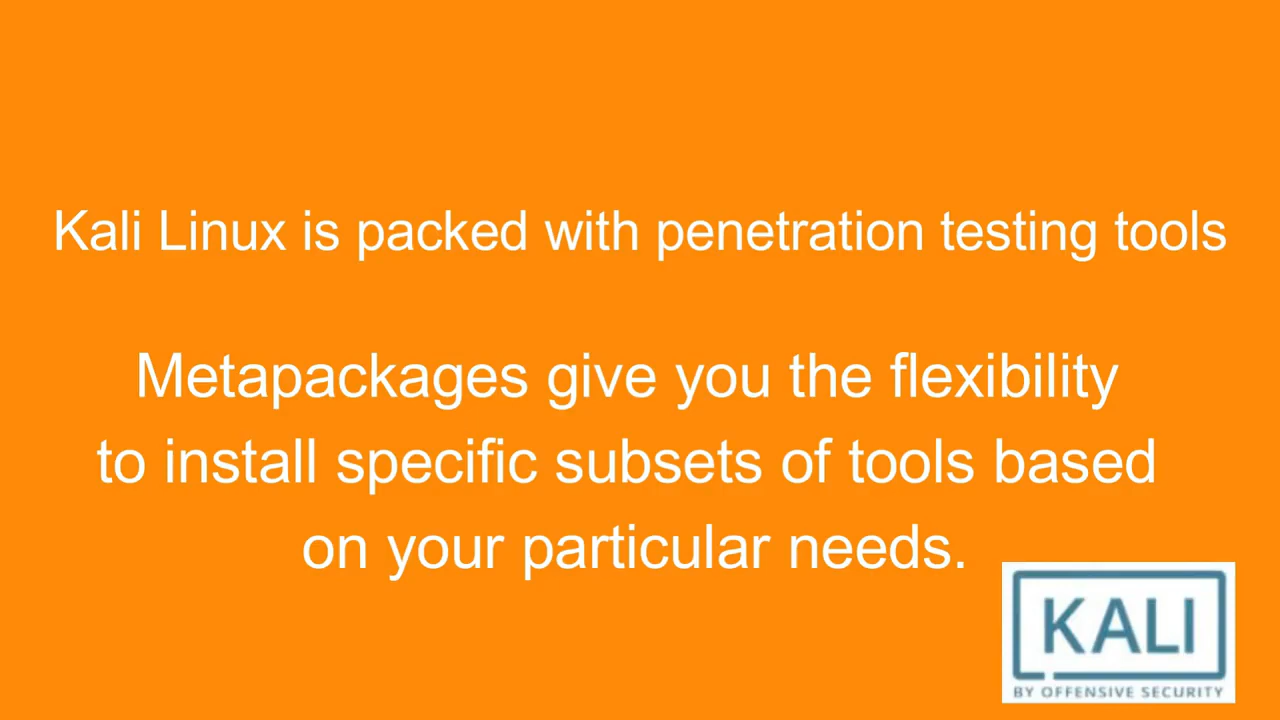 Kali Linux is packed with penetration testing tools
Metapackages give you the flexibility
to install specific subsets of tools based
on your particular needs.
KALI
BY OFFENSIVE SECURITY